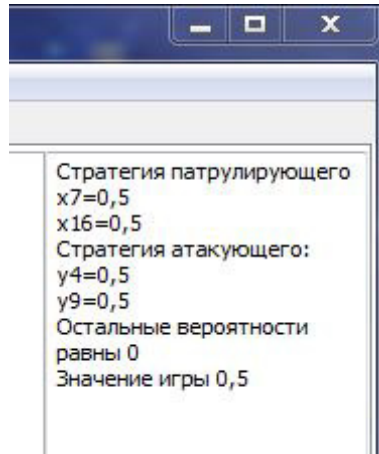 Стратегия патрулирующего
x7=0,5
x16=0,5
Стратегия атакующего:
y4=0,5
y9=0,5
Остальные вероятности
равны 0
Значение игры 0,5